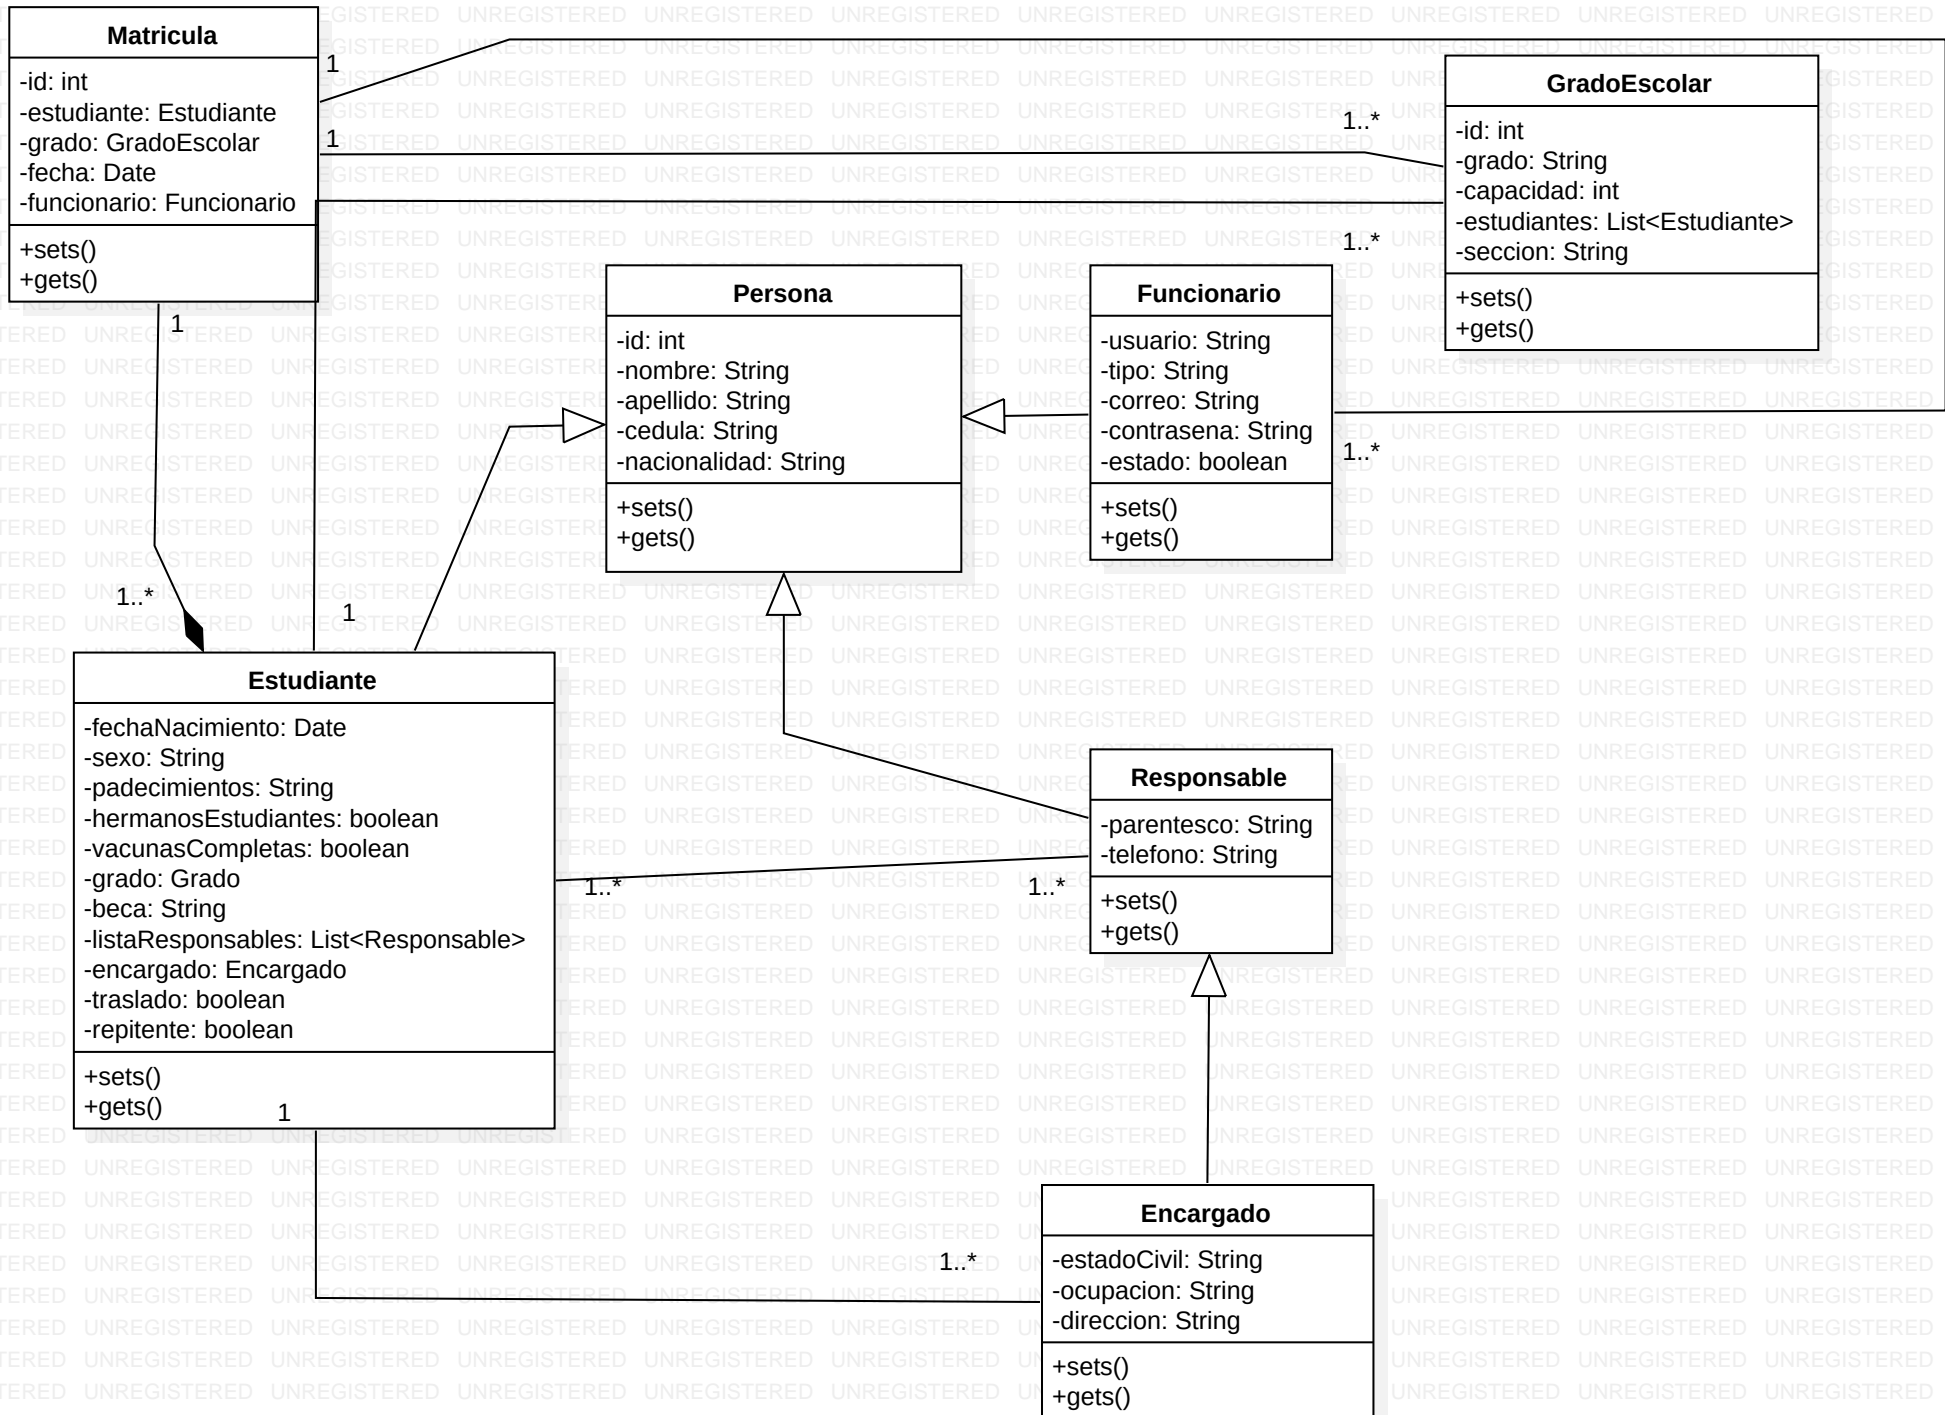 Matricula
-id: int
-estudiante: Estudiante
-grado: GradoEscolar
-fecha: Date
-funcionario: Funcionario
+sets()
+gets()
1
1
1
1..*
1..*
GradoEscolar
-id: int
-grado: String
-capacidad: int
-estudiantes: List<Estudiante>
-seccion: String
+sets()
+gets()
Persona
-id: int
-nombre: String
-apellido: String
-cedula: String
-nacionalidad: String
+sets()
+gets()
Funcionario
-usuario: String
-tipo: String
-correo: String
-contrasena: String
-estado: boolean
+sets()
+gets()
1..*
1..*
1
Estudiante
-fechaNacimiento: Date
-sexo: String
-padecimientos: String
-hermanosEstudiantes: boolean
-vacunasCompletas: boolean
-grado: Grado
-beca: String
-listaResponsables: List<Responsable>
-encargado: Encargado
-traslado: boolean
-repitente: boolean
+sets()
+gets()
1
1..*
1..*
Responsable
-parentesco: String
-telefono: String
+sets()
+gets()
1..*
Encargado
-estadoCivil: String
-ocupacion: String
-direccion: String
+sets()
+gets()
UNREGISTERED